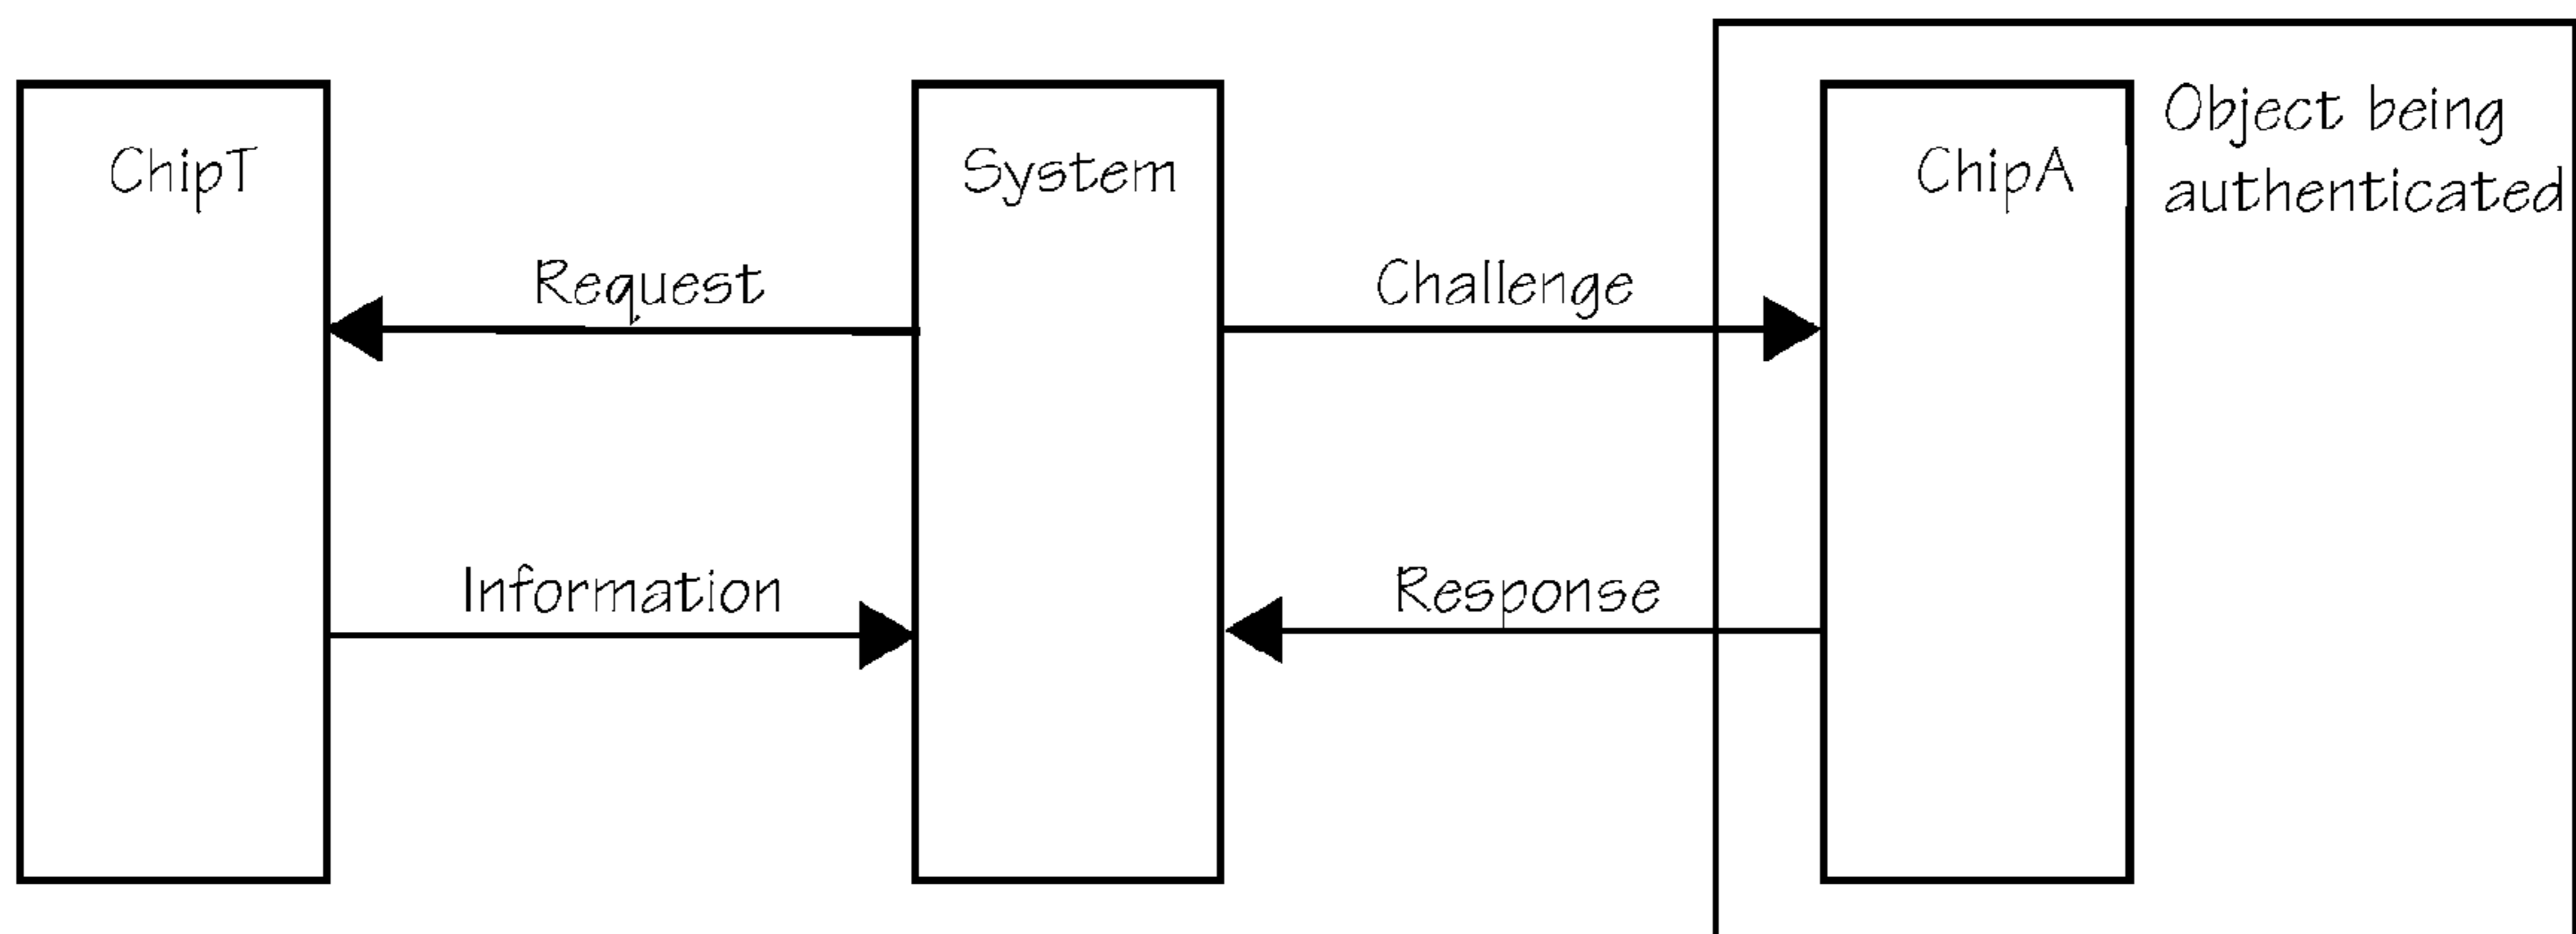 ChipT
System
ChipA
Object being
authenticated
Request
Challenge
Information
Response